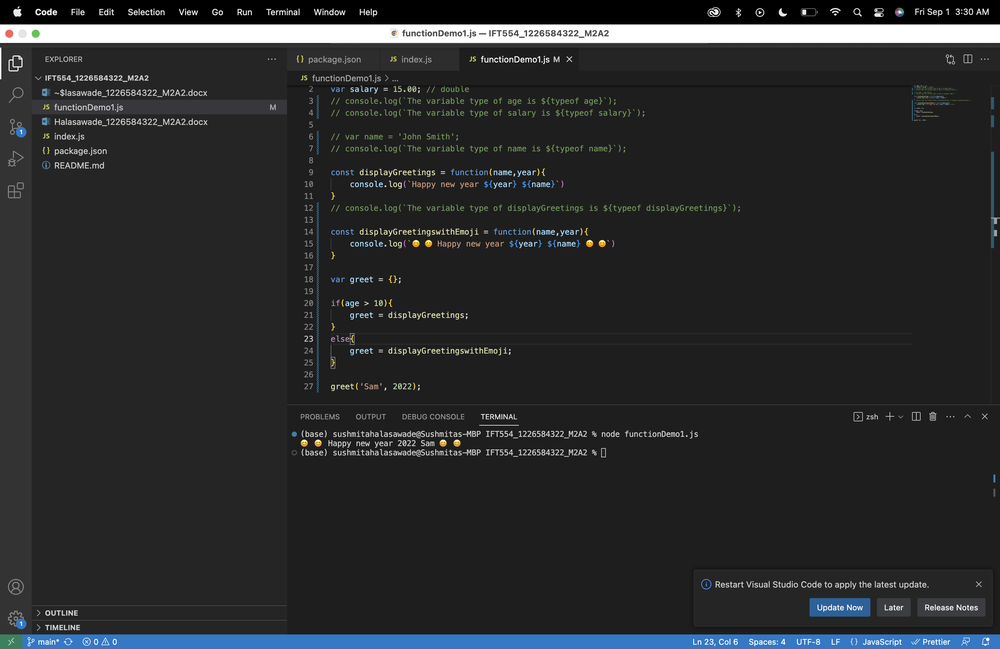 Code File Edit Selection View Go Run Terminal Window Help Fri Sep 1 3:30 AM
functionDemo1.js — IFT554_1226584322_M2A2
EXPLORER
IFT554_1226584322_M2A2
~$lasawade_1226584322_M2A2.docx
JS functionDemo1.js M
Halasawade_1226584322_M2A2.docx
JS index.js
{} package.json
README.md
1
OUTLINE
TIMELINE
1
{} package.json JS index.js JS functionDemo1.js M
JS functionDemo1.js > ...
2 var salary = 15.00; // double
3 // console.log(`The variable type of age is ${typeof age}`);
4 // console.log(`The variable type of salary is ${typeof salary}`);
5
6 // var name = 'John Smith';
7 // console.log(`The variable type of name is ${typeof name}`);
8
9 const displayGreetings = function(name,year){
10 console.log(`Happy new year ${year} ${name}`)
11 }
12 // console.log(`The variable type of displayGreetings is ${typeof displayGreetings}`);
13
14 const displayGreetingswithEmoji = function(name,year){
15 console.log(`😊 😊 Happy new year ${year} ${name} 😊 😊`)
16 }
17
18 var greet = {};
19
20 if(age > 10){
21 greet = displayGreetings;
22 }
23 else{
24 greet = displayGreetingswithEmoji;
25 }
26
27 greet('Sam', 2022);
PROBLEMS OUTPUT DEBUG CONSOLE TERMINAL zsh
(base) sushmitahalasawade@Sushmitas-MBP IFT554_1226584322_M2A2 % node functionDemo1.js
😊 😊 Happy new year 2022 Sam 😊 😊
(base) sushmitahalasawade@Sushmitas-MBP IFT554_1226584322_M2A2 %
Restart Visual Studio Code to apply the latest update.
Update Now Later Release Notes
main* 0 0 Ln 23, Col 6 Spaces: 4 UTF-8 LF {} JavaScript Prettier